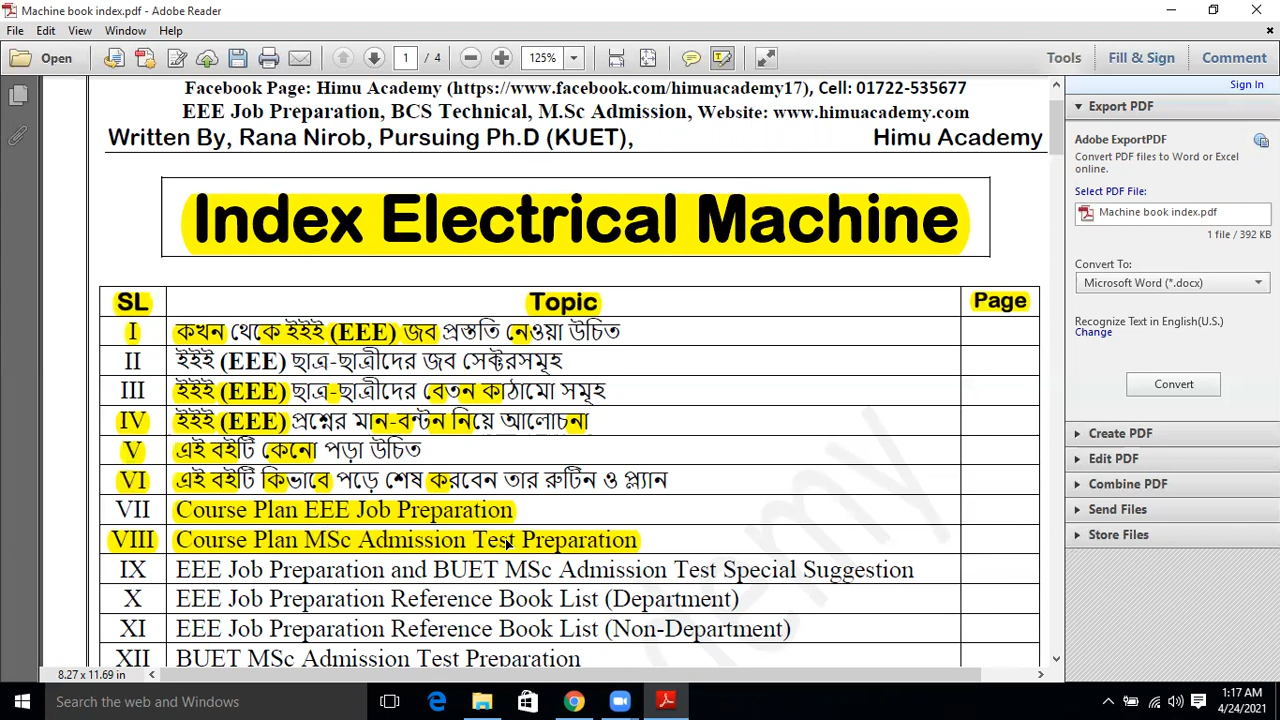 Machine book index.pdf - Adobe Reader
File Edit View Window Help
Open 1 / 4 125% Tools Fill & Sign Comment
Sign In
Facebook Page: Himu Academy (https://www.facebook.com/himuacademy17), Cell: 01722-535677
EEE Job Preparation, BCS Technical, M.Sc Admission, Website: www.himuacademy.com
Written By, Rana Nirob, Pursuing Ph.D (KUET), Himu Academy
Index Electrical Machine
SL Topic Page
I কখন থেকে ইইই (EEE) জব প্রস্ততি নেওয়া উচিত
II ইইই (EEE) ছাত্র-ছাত্রীদের জব সেক্টরসমূহ
III ইইই (EEE) ছাত্র-ছাত্রীদের বেতন কাঠামো সমূহ
IV ইইই (EEE) প্রশ্নের মান-বন্টন নিয়ে আলোচনা
V এই বইটি কেনো পড়া উচিত
VI এই বইটি কিভাবে পড়ে শেষ করবেন তার রুটিন ও প্ল্যান
VII Course Plan EEE Job Preparation
VIII Course Plan MSc Admission Test Preparation
IX EEE Job Preparation and BUET MSc Admission Test Special Suggestion
X EEE Job Preparation Reference Book List (Department)
XI EEE Job Preparation Reference Book List (Non-Department)
XII BUET MSc Admission Test Preparation
8.27 x 11.69 in
Export PDF
Adobe ExportPDF
Convert PDF files to Word or Excel
online.
Select PDF File:
Machine book index.pdf
1 file / 392 KB
Convert To:
Microsoft Word (*.docx)
Recognize Text in English(U.S.)
Change
Convert
Create PDF
Edit PDF
Combine PDF
Send Files
Store Files
Search the web and Windows
1:17 AM
4/24/2021